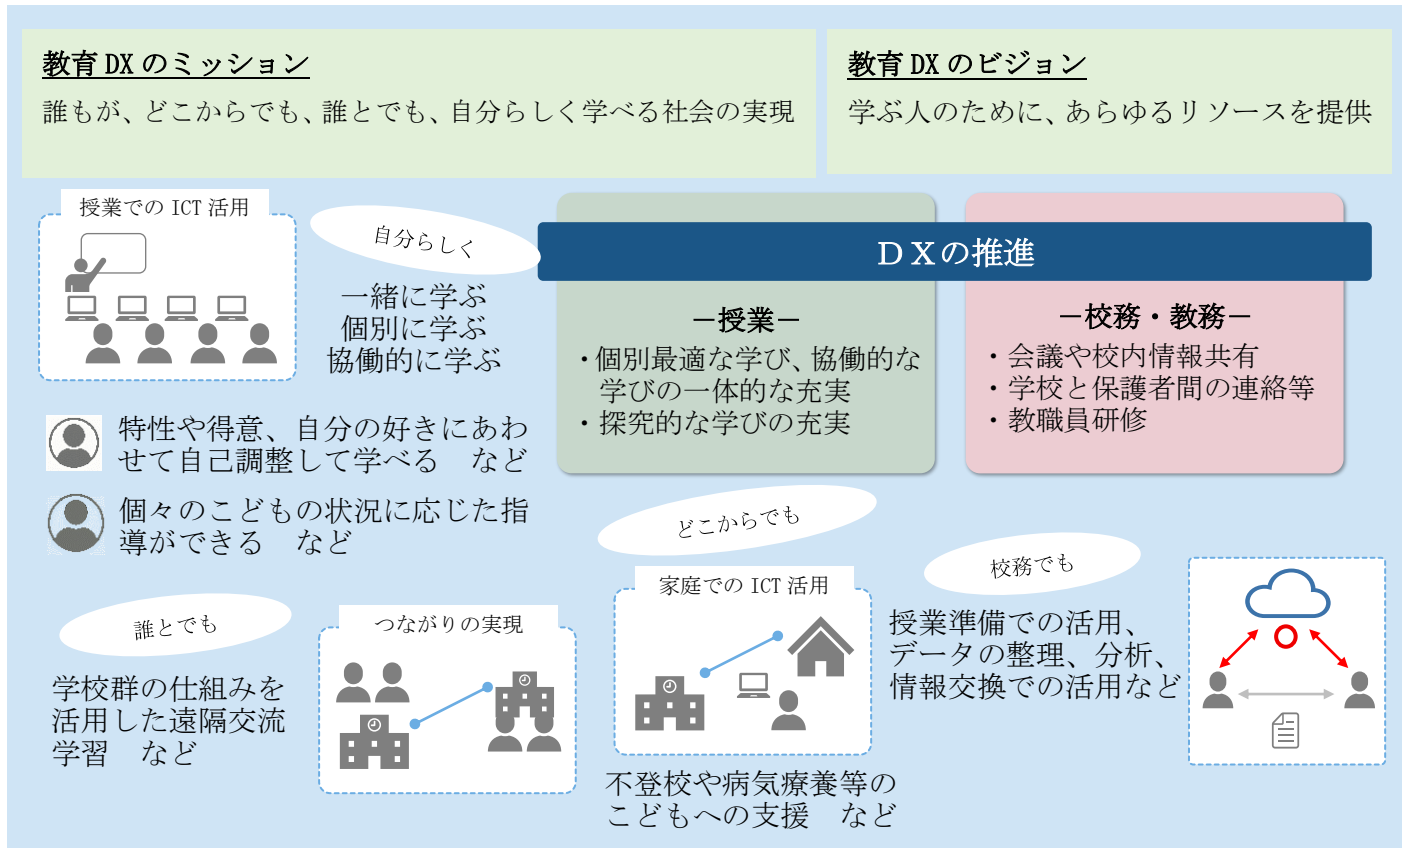 教育DXのミッション
誰もが、どこからでも、誰とでも、自分らしく学べる社会の実現
教育DXのビジョン
学ぶ人のために、あらゆるリソースを提供
授業でのICT活用
自分らしく
一緒に学ぶ
個別に学ぶ
協働的に学ぶ
特性や得意、自分の好きにあわ
せて自己調整して学べる　など
個々のこどもの状況に応じた指
導ができる　など
ＤＸの推進
－授業－
・個別最適な学び、協働的な
学びの一体的な充実
・探究的な学びの充実
－校務・教務－
・会議や校内情報共有
・学校と保護者間の連絡等
・教職員研修
誰とでも
学校群の仕組みを
活用した遠隔交流
学習　など
つながりの実現
どこからでも
家庭でのICT活用
不登校や病気療養等の
こどもへの支援　など
校務でも
授業準備での活用、
データの整理、分析、
情報交換での活用など